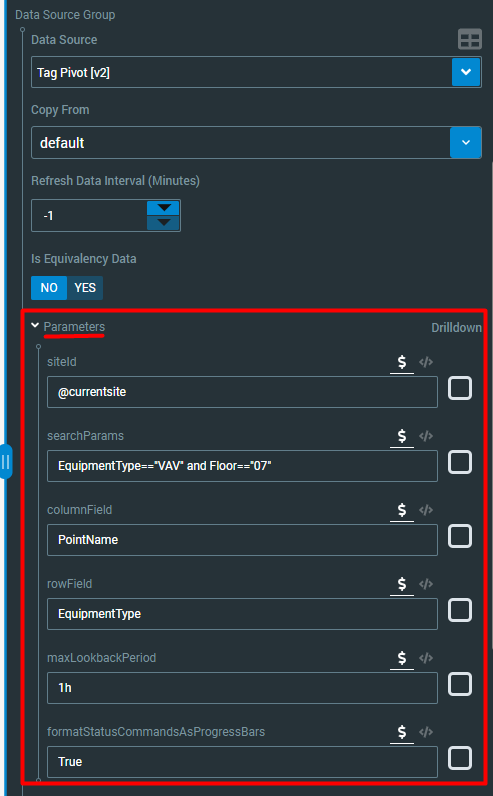 Data Source Group
Data Source
Tag Pivot [v2]
Copy From
default
Refresh Data Interval (Minutes)
-1
Is Equivalency Data
NO YES
Parameters Drilldown
siteId $ </>
@currentsite
searchParams $ </>
EquipmentType=="VAV" and Floor=="07"
columnField $ </>
PointName
rowField $ </>
EquipmentType
maxLookbackPeriod $ </>
1h
formatStatusCommandsAsProgressBars $ </>
True